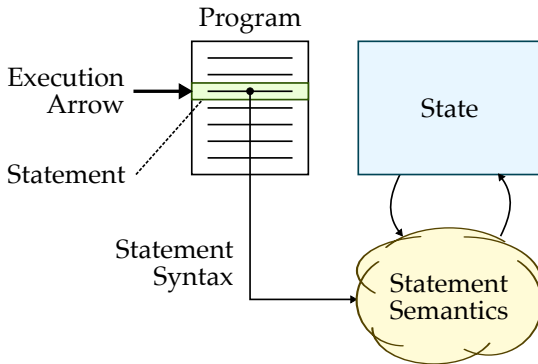 Program
Execution
Arrow
State
Statement
Statement
Syntax
Statement
Semantics